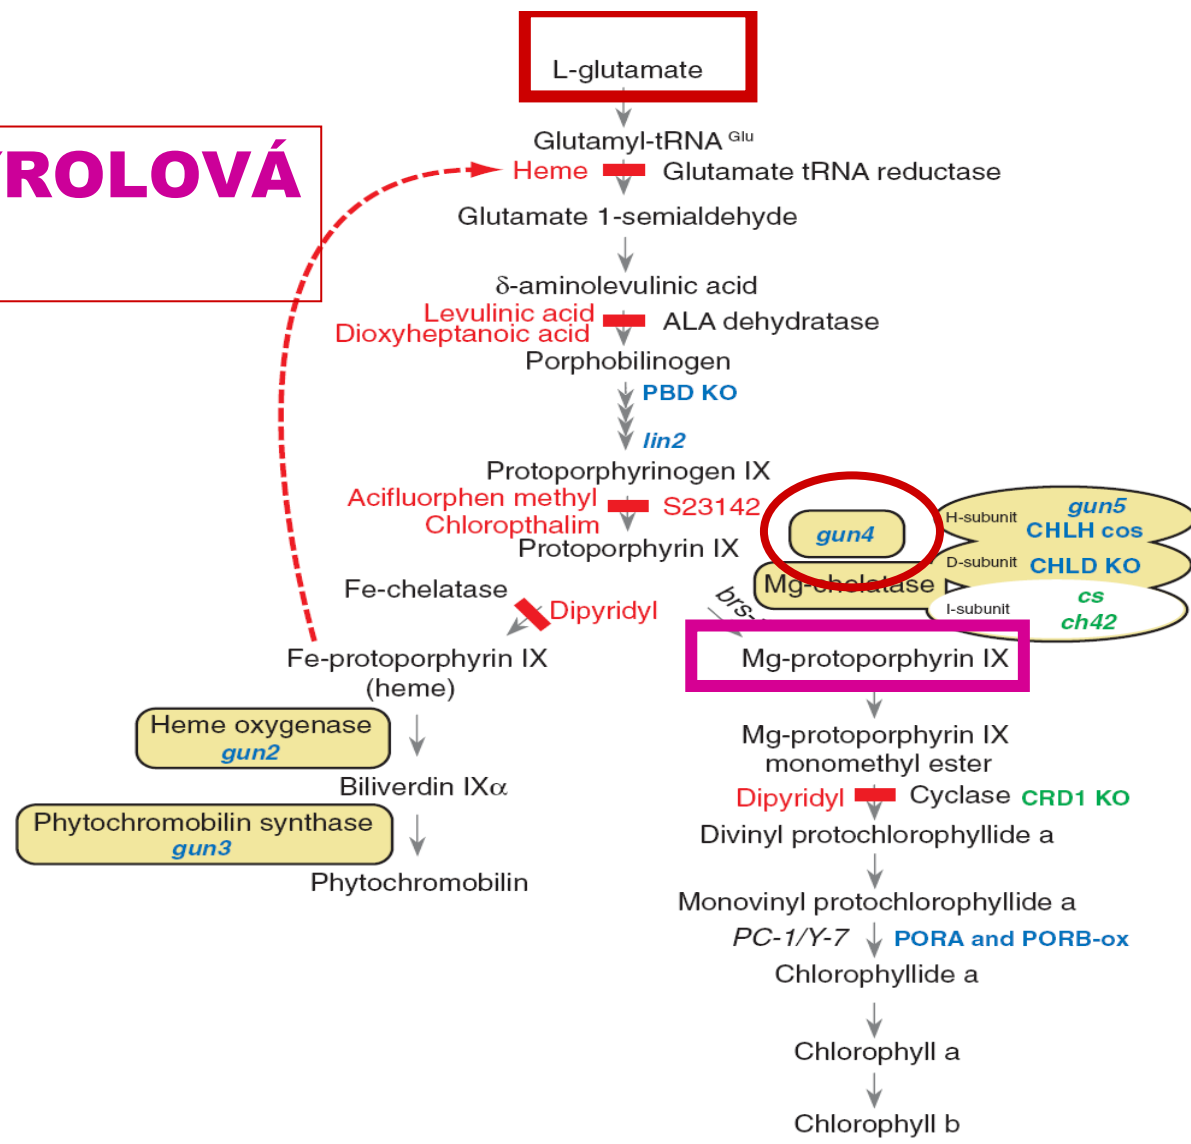 L-glutamate
Glutamyl-tRNA Glu
ROLOVÁ
Heme
Glutamate tRNA reductase
Glutamate 1-semialdehyde
δ-aminolevulinic acid
Levulinic acid
Dioxyheptanoic acid
ALA dehydratase
Porphobilinogen
PBD KO
lin2
Protoporphyrinogen IX
Acifluorphen methyl
Chloropthalim
S23142
Protoporphyrin IX
gun4
H-subunit
gun5
CHLH cos
Mg-chelatase
D-subunit
CHLD KO
I-subunit
cs
ch42
Fe-chelatase
Dipyridyl
brs-
Fe-protoporphyrin IX
(heme)
Mg-protoporphyrin IX
Heme oxygenase
gun2
Mg-protoporphyrin IX
monomethyl ester
Biliverdin IXα
Dipyridyl
Cyclase
CRD1 KO
Phytochromobilin synthase
gun3
Divinyl protochlorophyllide a
Phytochromobilin
Monovinyl protochlorophyllide a
PC-1/Y-7
PORA and PORB-ox
Chlorophyllide a
Chlorophyll a
Chlorophyll b